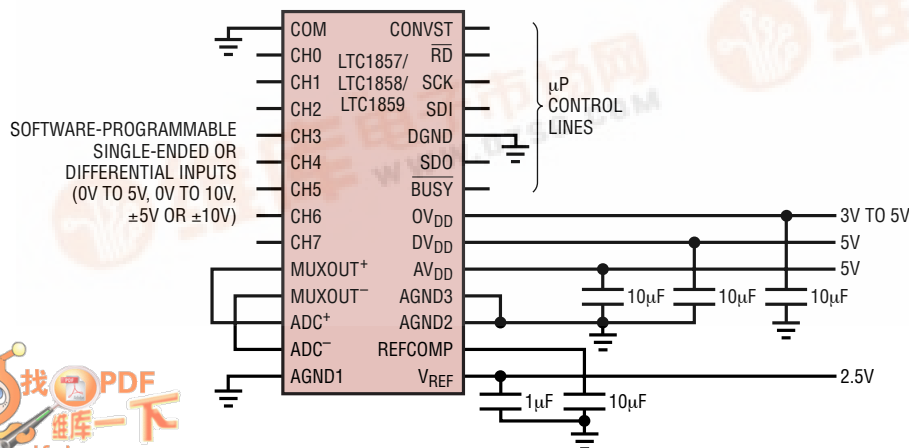 COM
CH0
CH1
CH2
CH3
CH4
CH5
CH6
CH7
MUXOUT+
MUXOUT−
ADC+
ADC−
AGND1
LTC1857/
LTC1858/
LTC1859
CONVST
RD
SCK
SDI
DGND
SDO
BUSY
OVDD
DVDD
AVDD
AGND3
AGND2
REFCOMP
VREF
SOFTWARE-PROGRAMMABLE
SINGLE-ENDED OR
DIFFERENTIAL INPUTS
(0V TO 5V, 0V TO 10V,
±5V OR ±10V)
µP
CONTROL
LINES
3V TO 5V
5V
5V
10µF
10µF
10µF
2.5V
1µF
10µF
找 PDF
维库一下